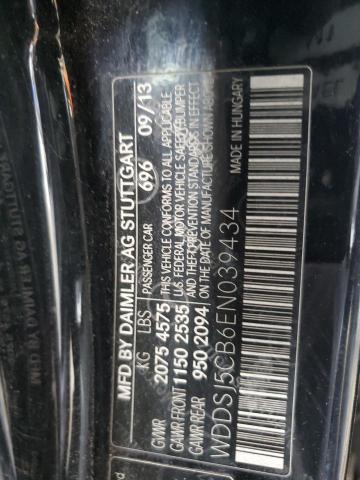 MFD BY DAIMLER AG STUTTGART
KG LBS PASSENGER CAR 696 09/13
GVWR 2075 4575 THIS VEHICLE CONFORMS TO ALL APPLICABLE
GAWR FRONT 1150 2535 U.S. FEDERAL MOTOR VEHICLE SAFETY, BUMPER
GAWR REAR 950 2094 AND THEFT PREVENTION STANDARDS IN EFFECT
ON THE DATE OF MANUFACTURE SHOWN ABOVE
WDDSJ5CB6EN039434 MADE IN HUNGARY